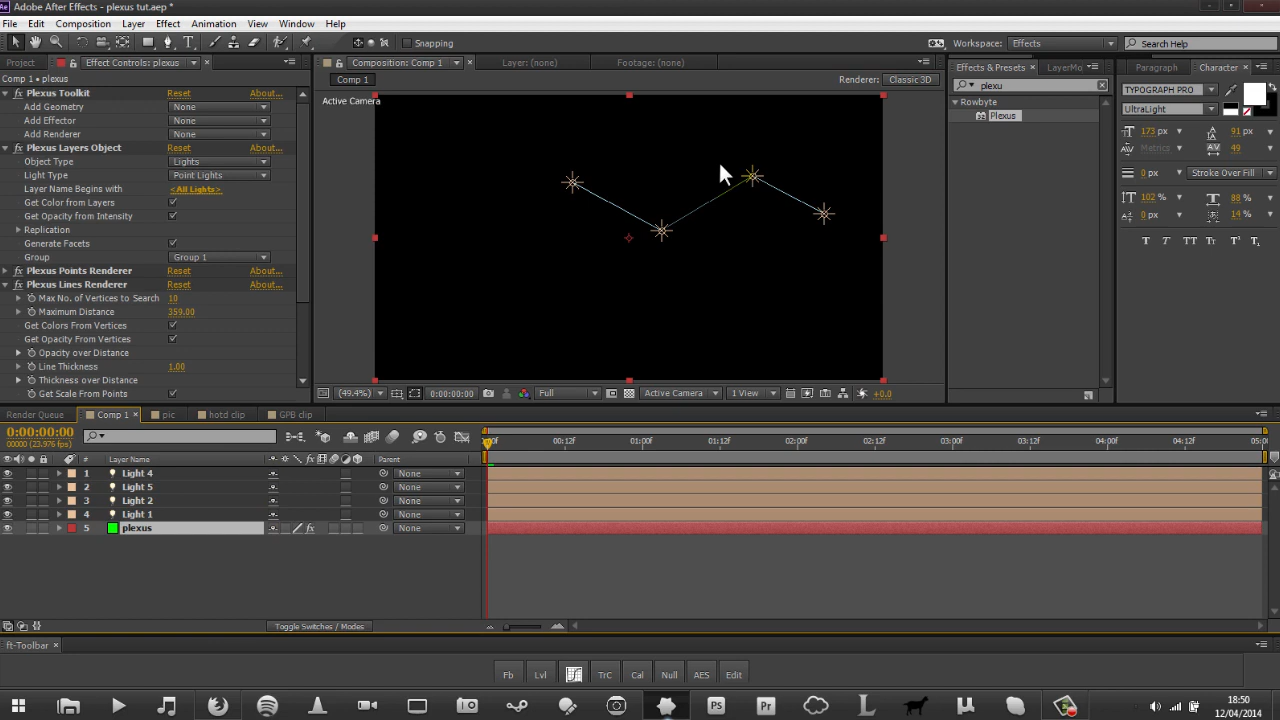 Adobe After Effects - plexus tut.aep *
File Edit Composition Layer Effect Animation View Window Help
Snapping
Workspace: Effects
Search Help
Project
Effect Controls: plexus
Composition: Comp 1
Layer: (none)
Footage: (none)
Effects & Presets
LayerMo
Paragraph
Character
Comp 1 • plexus
Comp 1
Renderer: Classic 3D
plexu
TYPOGRAPH PRO
Plexus Toolkit Reset About...
Active Camera
Rowbyte
UltraLight
Add Geometry None
Plexus
Add Effector None
173 px
91 px
Add Renderer None
Metrics
49
Plexus Layers Object Reset About...
Object Type Lights
0 px
Stroke Over Fill
Light Type Point Lights
Layer Name Begins with <All Lights>
102 %
88 %
Get Color from Layers
0 px
14 %
Get Opacity from Intensity
Replication
T T TT Tt T¹ T₁
Generate Facets
Group Group 1
Plexus Points Renderer Reset About...
Plexus Lines Renderer Reset About...
Max No. of Vertices to Search 10
Maximum Distance 359.00
Get Colors From Vertices
Get Opacity From Vertices
Opacity over Distance
Line Thickness 1.00
Thickness over Distance
Get Scale From Points
(49.4%)
0:00:00:00
Full
Active Camera
1 View
+0.0
Render Queue
Comp 1
pic
hotd clip
GPB clip
0:00:00:00
00000 (23.976 fps)
:00f 00:12f 01:00f 01:12f 02:00f 02:12f 03:00f 03:12f 04:00f 04:12f 05:00
# Layer Name
Parent
1 Light 4 None
2 Light 5 None
3 Light 2 None
4 Light 1 None
5 plexus None
Toggle Switches / Modes
ft-Toolbar
Fb Lvl TrC Cal Null AES Edit
Ps Pr
18:50
12/04/2014